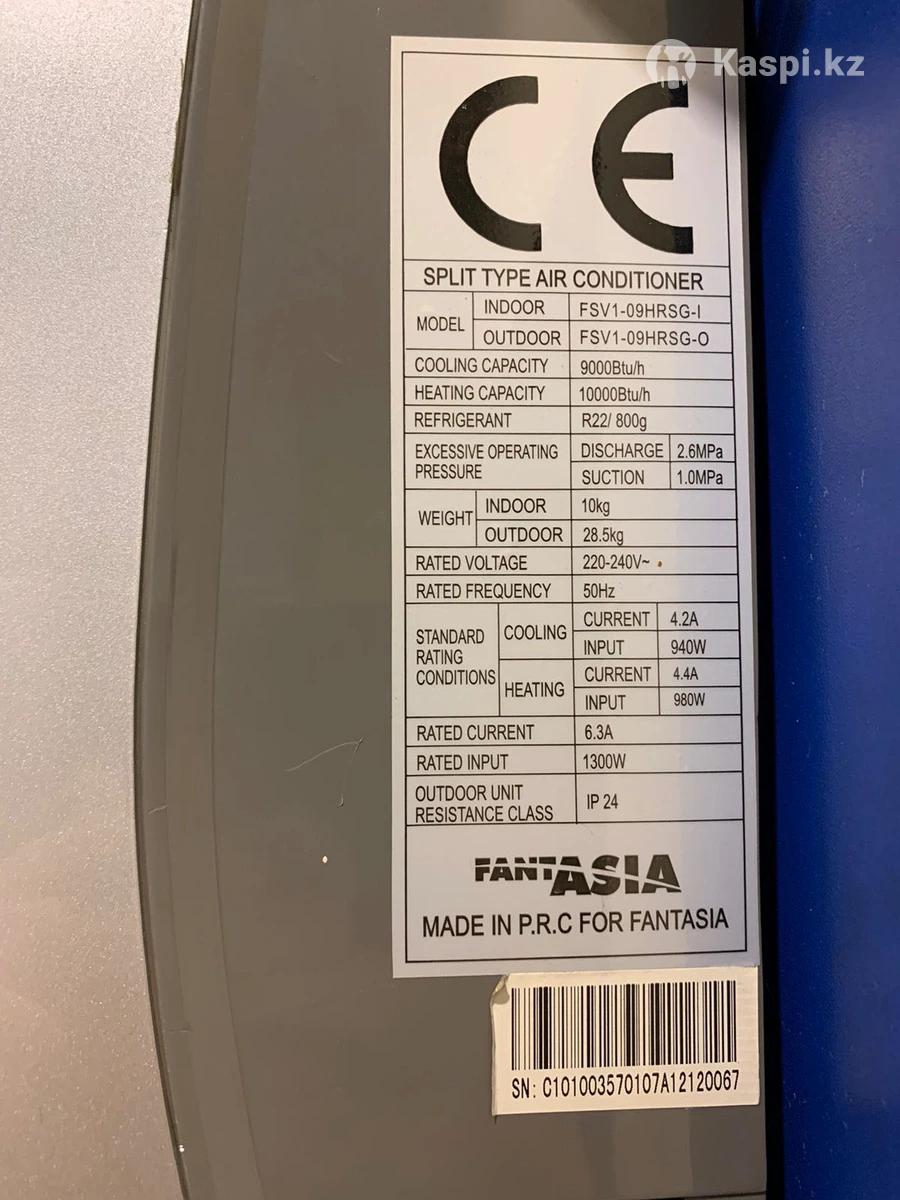 Kaspi.kz
CE
SPLIT TYPE AIR CONDITIONER
MODEL INDOOR FSV1-09HRSG-I
OUTDOOR FSV1-09HRSG-O
COOLING CAPACITY 9000Btu/h
HEATING CAPACITY 10000Btu/h
REFRIGERANT R22/ 800g
EXCESSIVE OPERATING PRESSURE DISCHARGE 2.6MPa
SUCTION 1.0MPa
WEIGHT INDOOR 10kg
OUTDOOR 28.5kg
RATED VOLTAGE 220-240V~
RATED FREQUENCY 50Hz
STANDARD RATING CONDITIONS COOLING CURRENT 4.2A
INPUT 940W
HEATING CURRENT 4.4A
INPUT 980W
RATED CURRENT 6.3A
RATED INPUT 1300W
OUTDOOR UNIT RESISTANCE CLASS IP 24
FANTASIA
MADE IN P.R.C FOR FANTASIA
SN: C101003570107A12120067